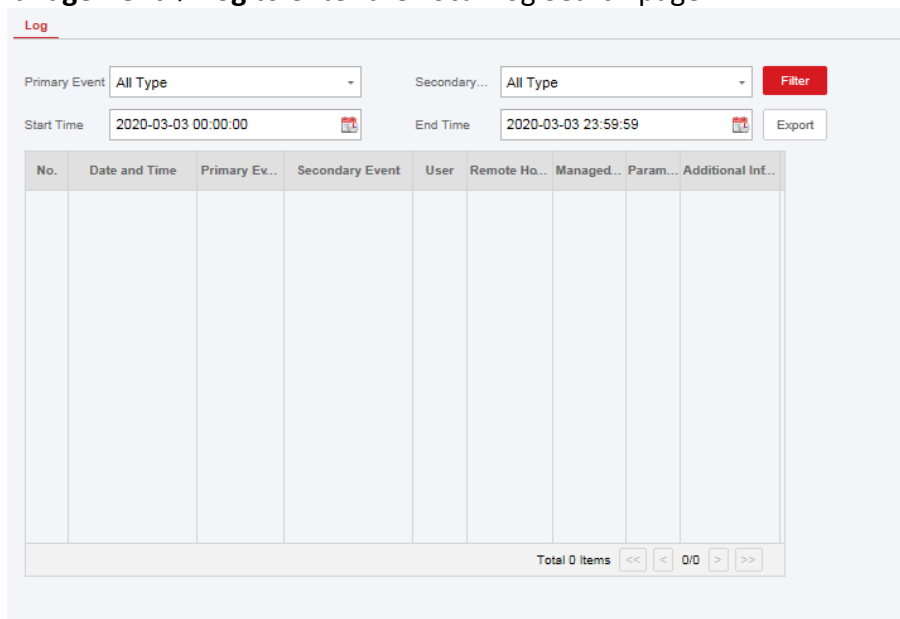 Log
Primary Event All Type Secondary... All Type Filter
Start Time 2020-03-03 00:00:00 End Time 2020-03-03 23:59:59 Export
No. Date and Time Primary Ev... Secondary Event User Remote Ho... Managed... Param... Additional Inf...
Total 0 Items << < 0/0 > >>